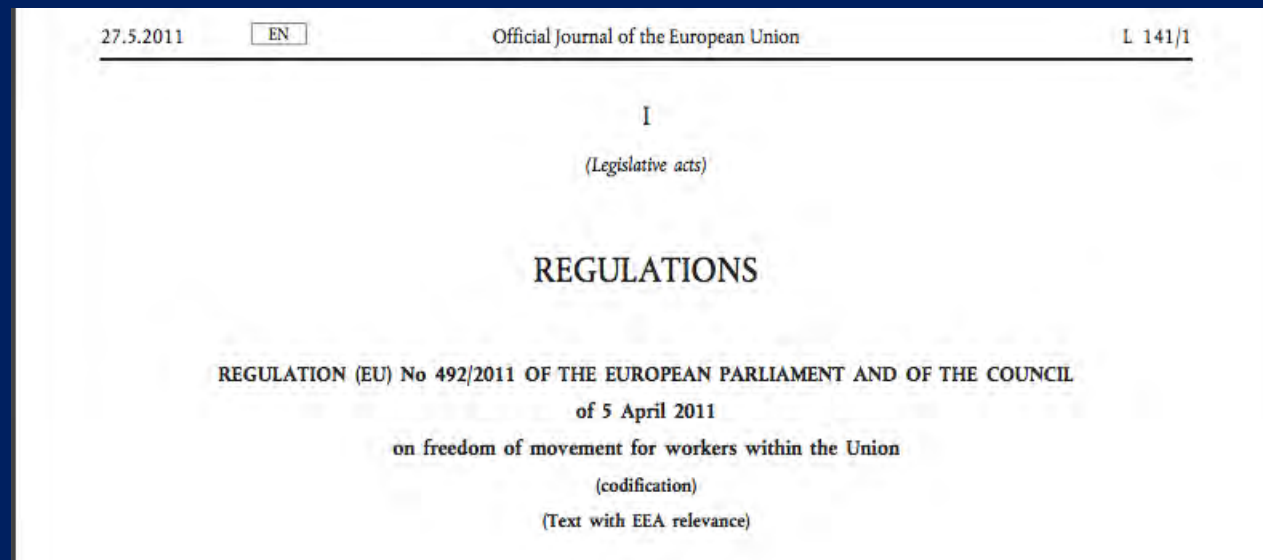 27.5.2011 EN Official Journal of the European Union L 141/1
I
(Legislative acts)
REGULATIONS
REGULATION (EU) No 492/2011 OF THE EUROPEAN PARLIAMENT AND OF THE COUNCIL
of 5 April 2011
on freedom of movement for workers within the Union
(codification)
(Text with EEA relevance)